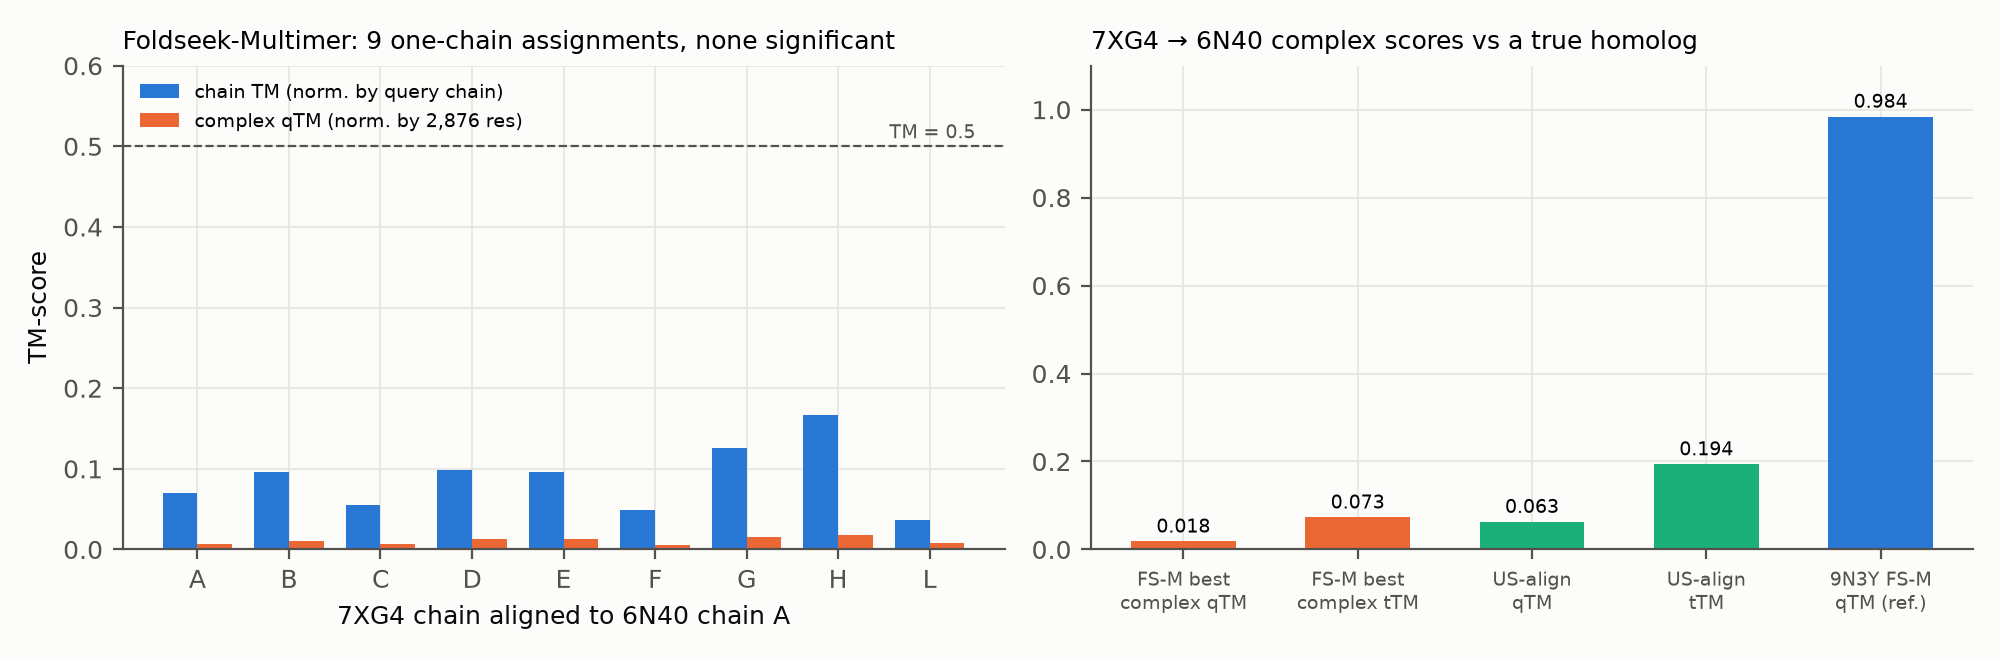 Foldseek-Multimer: 9 one-chain assignments, none significant
0.6
0.5
0.4
0.3
0.2
0.1
0.0
TM-score
chain TM (norm. by query chain)
complex qTM (norm. by 2,876 res)
TM = 0.5
A B C D E F G H L
7XG4 chain aligned to 6N40 chain A
7XG4 → 6N40 complex scores vs a true homolog
1.0
0.8
0.6
0.4
0.2
0.0
0.018
0.073
0.063
0.194
0.984
FS-M best
complex qTM
FS-M best
complex tTM
US-align
qTM
US-align
tTM
9N3Y FS-M
qTM (ref.)